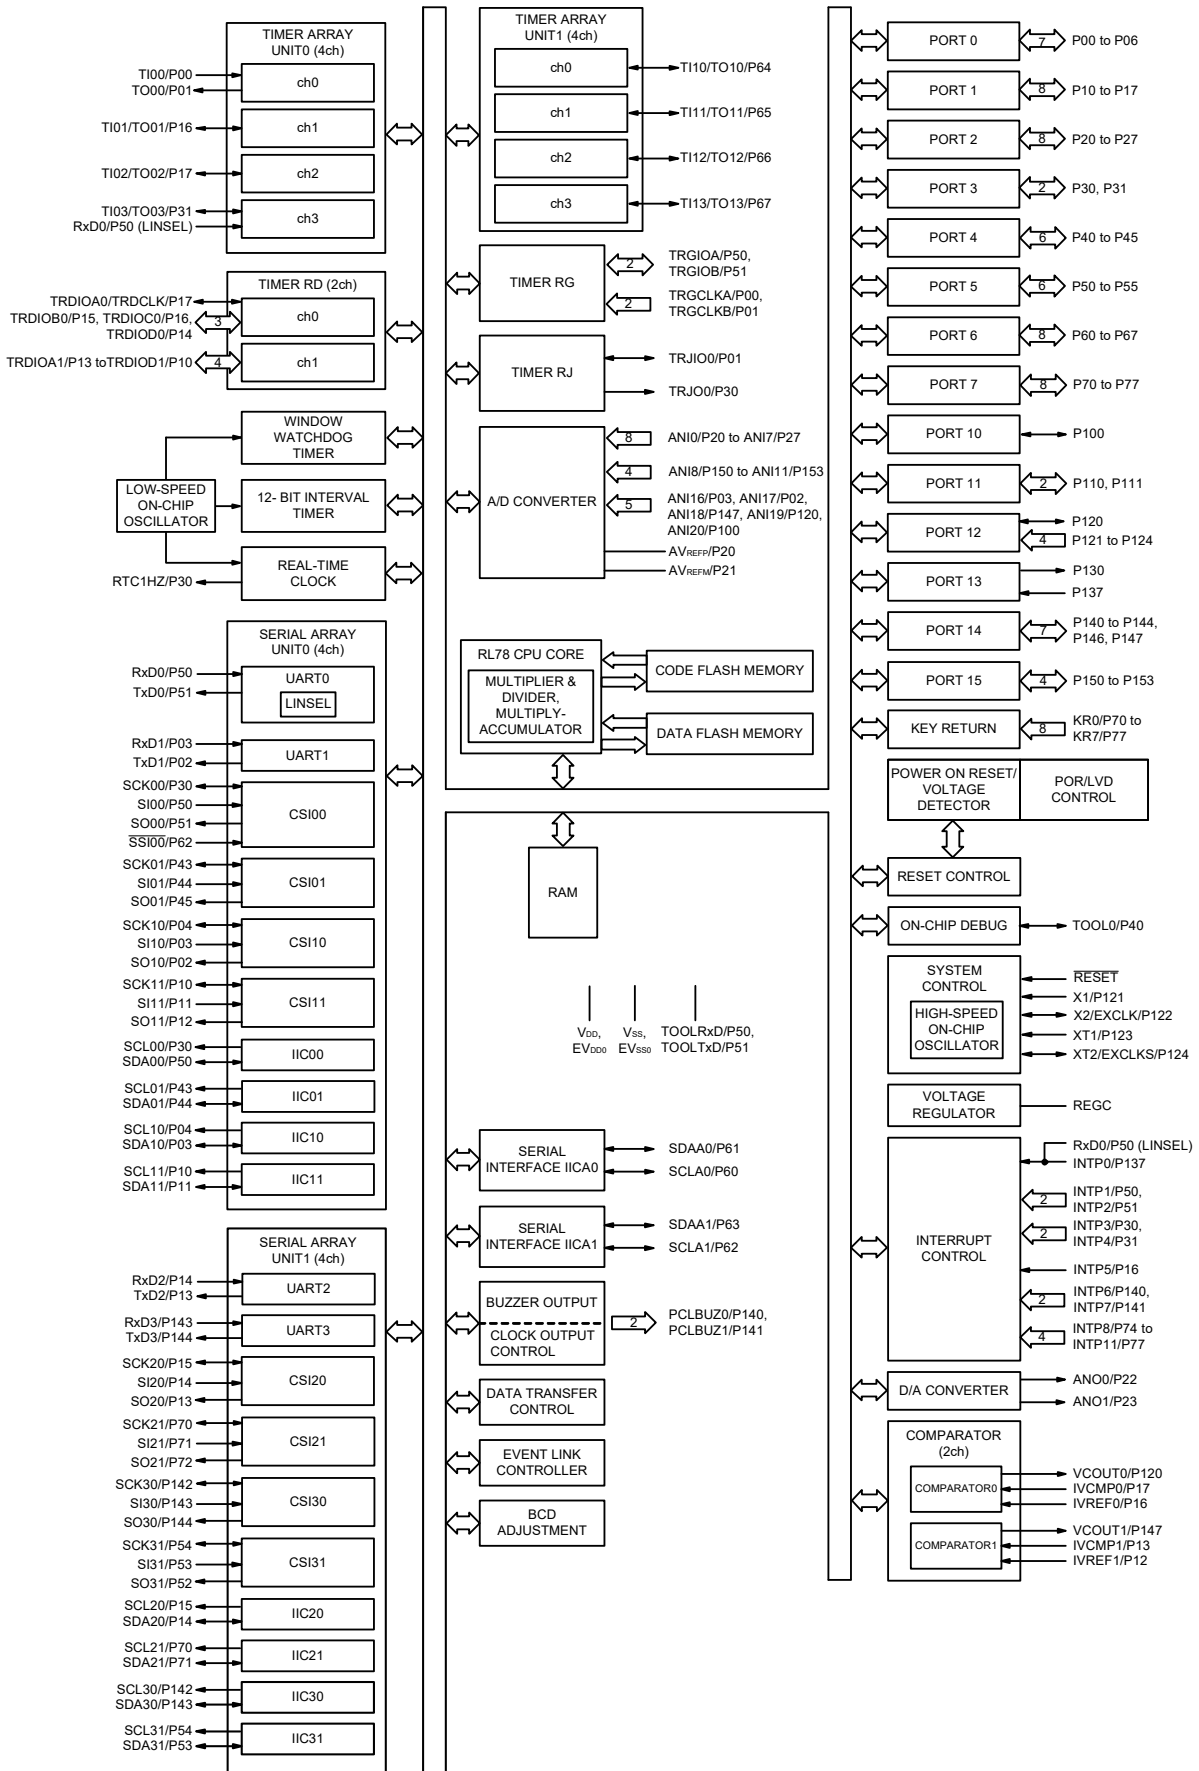 TIMER ARRAY
UNIT0 (4ch)
TI00/P00
TO00/P01
ch0
TI01/TO01/P16
ch1
TI02/TO02/P17
ch2
TI03/TO03/P31
RxD0/P50 (LINSEL)
ch3
TIMER RD (2ch)
TRDIOA0/TRDCLK/P17
TRDIOB0/P15, TRDIOC0/P16,
TRDIOD0/P14
3
ch0
TRDIOA1/P13 toTRDIOD1/P10
4
ch1
WINDOW
WATCHDOG
TIMER
LOW-SPEED
ON-CHIP
OSCILLATOR
12- BIT INTERVAL
TIMER
REAL-TIME
CLOCK
RTC1HZ/P30
SERIAL ARRAY
UNIT0 (4ch)
RxD0/P50
TxD0/P51
UART0
LINSEL
RxD1/P03
TxD1/P02
UART1
SCK00/P30
SI00/P50
SO00/P51
SSI00/P62
CSI00
SCK01/P43
SI01/P44
SO01/P45
CSI01
SCK10/P04
SI10/P03
SO10/P02
CSI10
SCK11/P10
SI11/P11
SO11/P12
CSI11
SCL00/P30
SDA00/P50
IIC00
SCL01/P43
SDA01/P44
IIC01
SCL10/P04
SDA10/P03
IIC10
SCL11/P10
SDA11/P11
IIC11
SERIAL ARRAY
UNIT1 (4ch)
RxD2/P14
TxD2/P13
UART2
RxD3/P143
TxD3/P144
UART3
SCK20/P15
SI20/P14
SO20/P13
CSI20
SCK21/P70
SI21/P71
SO21/P72
CSI21
SCK30/P142
SI30/P143
SO30/P144
CSI30
SCK31/P54
SI31/P53
SO31/P52
CSI31
SCL20/P15
SDA20/P14
IIC20
SCL21/P70
SDA21/P71
IIC21
SCL30/P142
SDA30/P143
IIC30
SCL31/P54
SDA31/P53
IIC31
TIMER ARRAY
UNIT1 (4ch)
ch0
TI10/TO10/P64
ch1
TI11/TO11/P65
ch2
TI12/TO12/P66
ch3
TI13/TO13/P67
TIMER RG
2
TRGIOA/P50,
TRGIOB/P51
2
TRGCLKA/P00,
TRGCLKB/P01
TIMER RJ
TRJIO0/P01
TRJO0/P30
A/D CONVERTER
8
ANI0/P20 to ANI7/P27
4
ANI8/P150 to ANI11/P153
5
ANI16/P03, ANI17/P02,
ANI18/P147, ANI19/P120,
ANI20/P100
AVREFP/P20
AVREFM/P21
RL78 CPU CORE
MULTIPLIER &
DIVIDER,
MULTIPLY-
ACCUMULATOR
CODE FLASH MEMORY
DATA FLASH MEMORY
RAM
VDD,
EVDD0
VSS,
EVSS0
TOOLRxD/P50,
TOOLTxD/P51
SERIAL
INTERFACE IICA0
SDAA0/P61
SCLA0/P60
SERIAL
INTERFACE IICA1
SDAA1/P63
SCLA1/P62
BUZZER OUTPUT
CLOCK OUTPUT
CONTROL
2
PCLBUZ0/P140,
PCLBUZ1/P141
DATA TRANSFER
CONTROL
EVENT LINK
CONTROLLER
BCD
ADJUSTMENT
PORT 0
7
P00 to P06
PORT 1
8
P10 to P17
PORT 2
8
P20 to P27
PORT 3
2
P30, P31
PORT 4
6
P40 to P45
PORT 5
6
P50 to P55
PORT 6
8
P60 to P67
PORT 7
8
P70 to P77
PORT 10
P100
PORT 11
2
P110, P111
PORT 12
P120
4
P121 to P124
PORT 13
P130
P137
PORT 14
7
P140 to P144,
P146, P147
PORT 15
4
P150 to P153
KEY RETURN
8
KR0/P70 to
KR7/P77
POWER ON RESET/
VOLTAGE
DETECTOR
POR/LVD
CONTROL
RESET CONTROL
ON-CHIP DEBUG
TOOL0/P40
SYSTEM
CONTROL
HIGH-SPEED
ON-CHIP
OSCILLATOR
RESET
X1/P121
X2/EXCLK/P122
XT1/P123
XT2/EXCLKS/P124
VOLTAGE
REGULATOR
REGC
INTERRUPT
CONTROL
RxD0/P50 (LINSEL)
INTP0/P137
2
INTP1/P50,
INTP2/P51
2
INTP3/P30,
INTP4/P31
INTP5/P16
2
INTP6/P140,
INTP7/P141
4
INTP8/P74 to
INTP11/P77
D/A CONVERTER
ANO0/P22
ANO1/P23
COMPARATOR
(2ch)
COMPARATOR0
VCOUT0/P120
IVCMP0/P17
IVREF0/P16
COMPARATOR1
VCOUT1/P147
IVCMP1/P13
IVREF1/P12